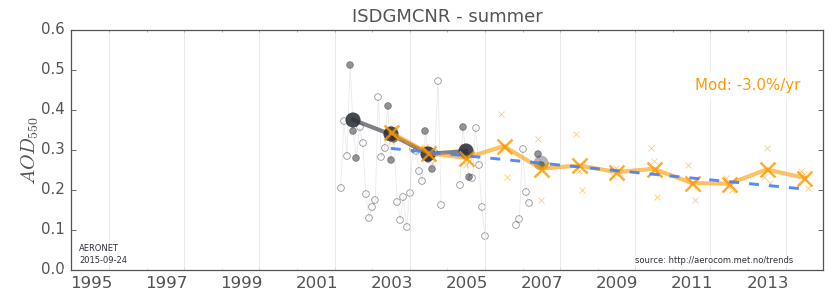 ISDGMCNR - summer
0.6
0.5
0.4
0.3
0.2
0.1
0.0
AOD550
Mod: -3.0%/yr
AERONET
2015-09-24
source: http://aerocom.met.no/trends
1995 1997 1999 2001 2003 2005 2007 2009 2011 2013